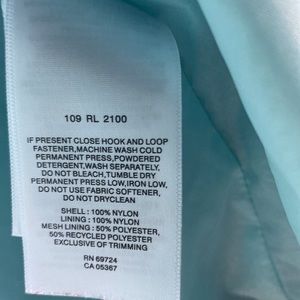 109 RL 2100
IF PRESENT CLOSE HOOK AND LOOP
FASTENER,MACHINE WASH COLD
PERMANENT PRESS,POWDERED
DETERGENT,WASH SEPARATELY,
DO NOT BLEACH,TUMBLE DRY
PERMANENT PRESS LOW,IRON LOW,
DO NOT USE FABRIC SOFTENER,
DO NOT DRYCLEAN
SHELL : 100% NYLON
LINING : 100% NYLON
MESH LINING : 50% POLYESTER,
50% RECYCLED POLYESTER
EXCLUSIVE OF TRIMMING
RN 69724
CA 05367